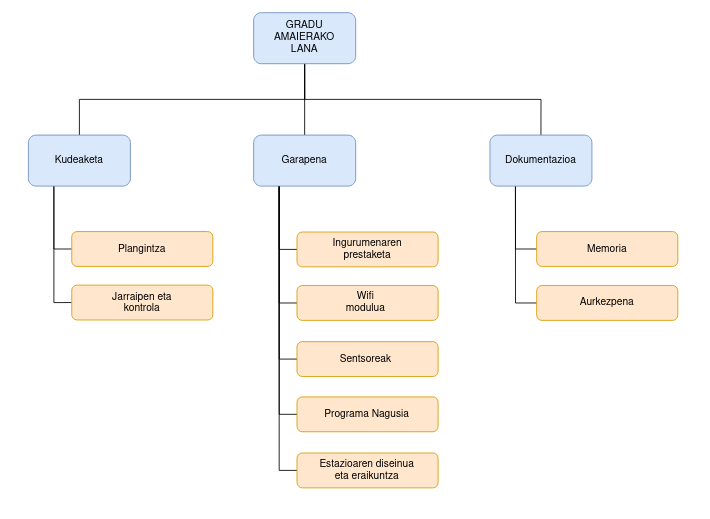 GRADU
AMAIERAKO
LANA
Kudeaketa
Garapena
Dokumentazioa
Plangintza
Jarraipen eta
kontrola
Ingurumenaren
prestaketa
Wifi
modulua
Sentsoreak
Programa Nagusia
Estazioaren diseinua
eta eraikuntza
Memoria
Aurkezpena